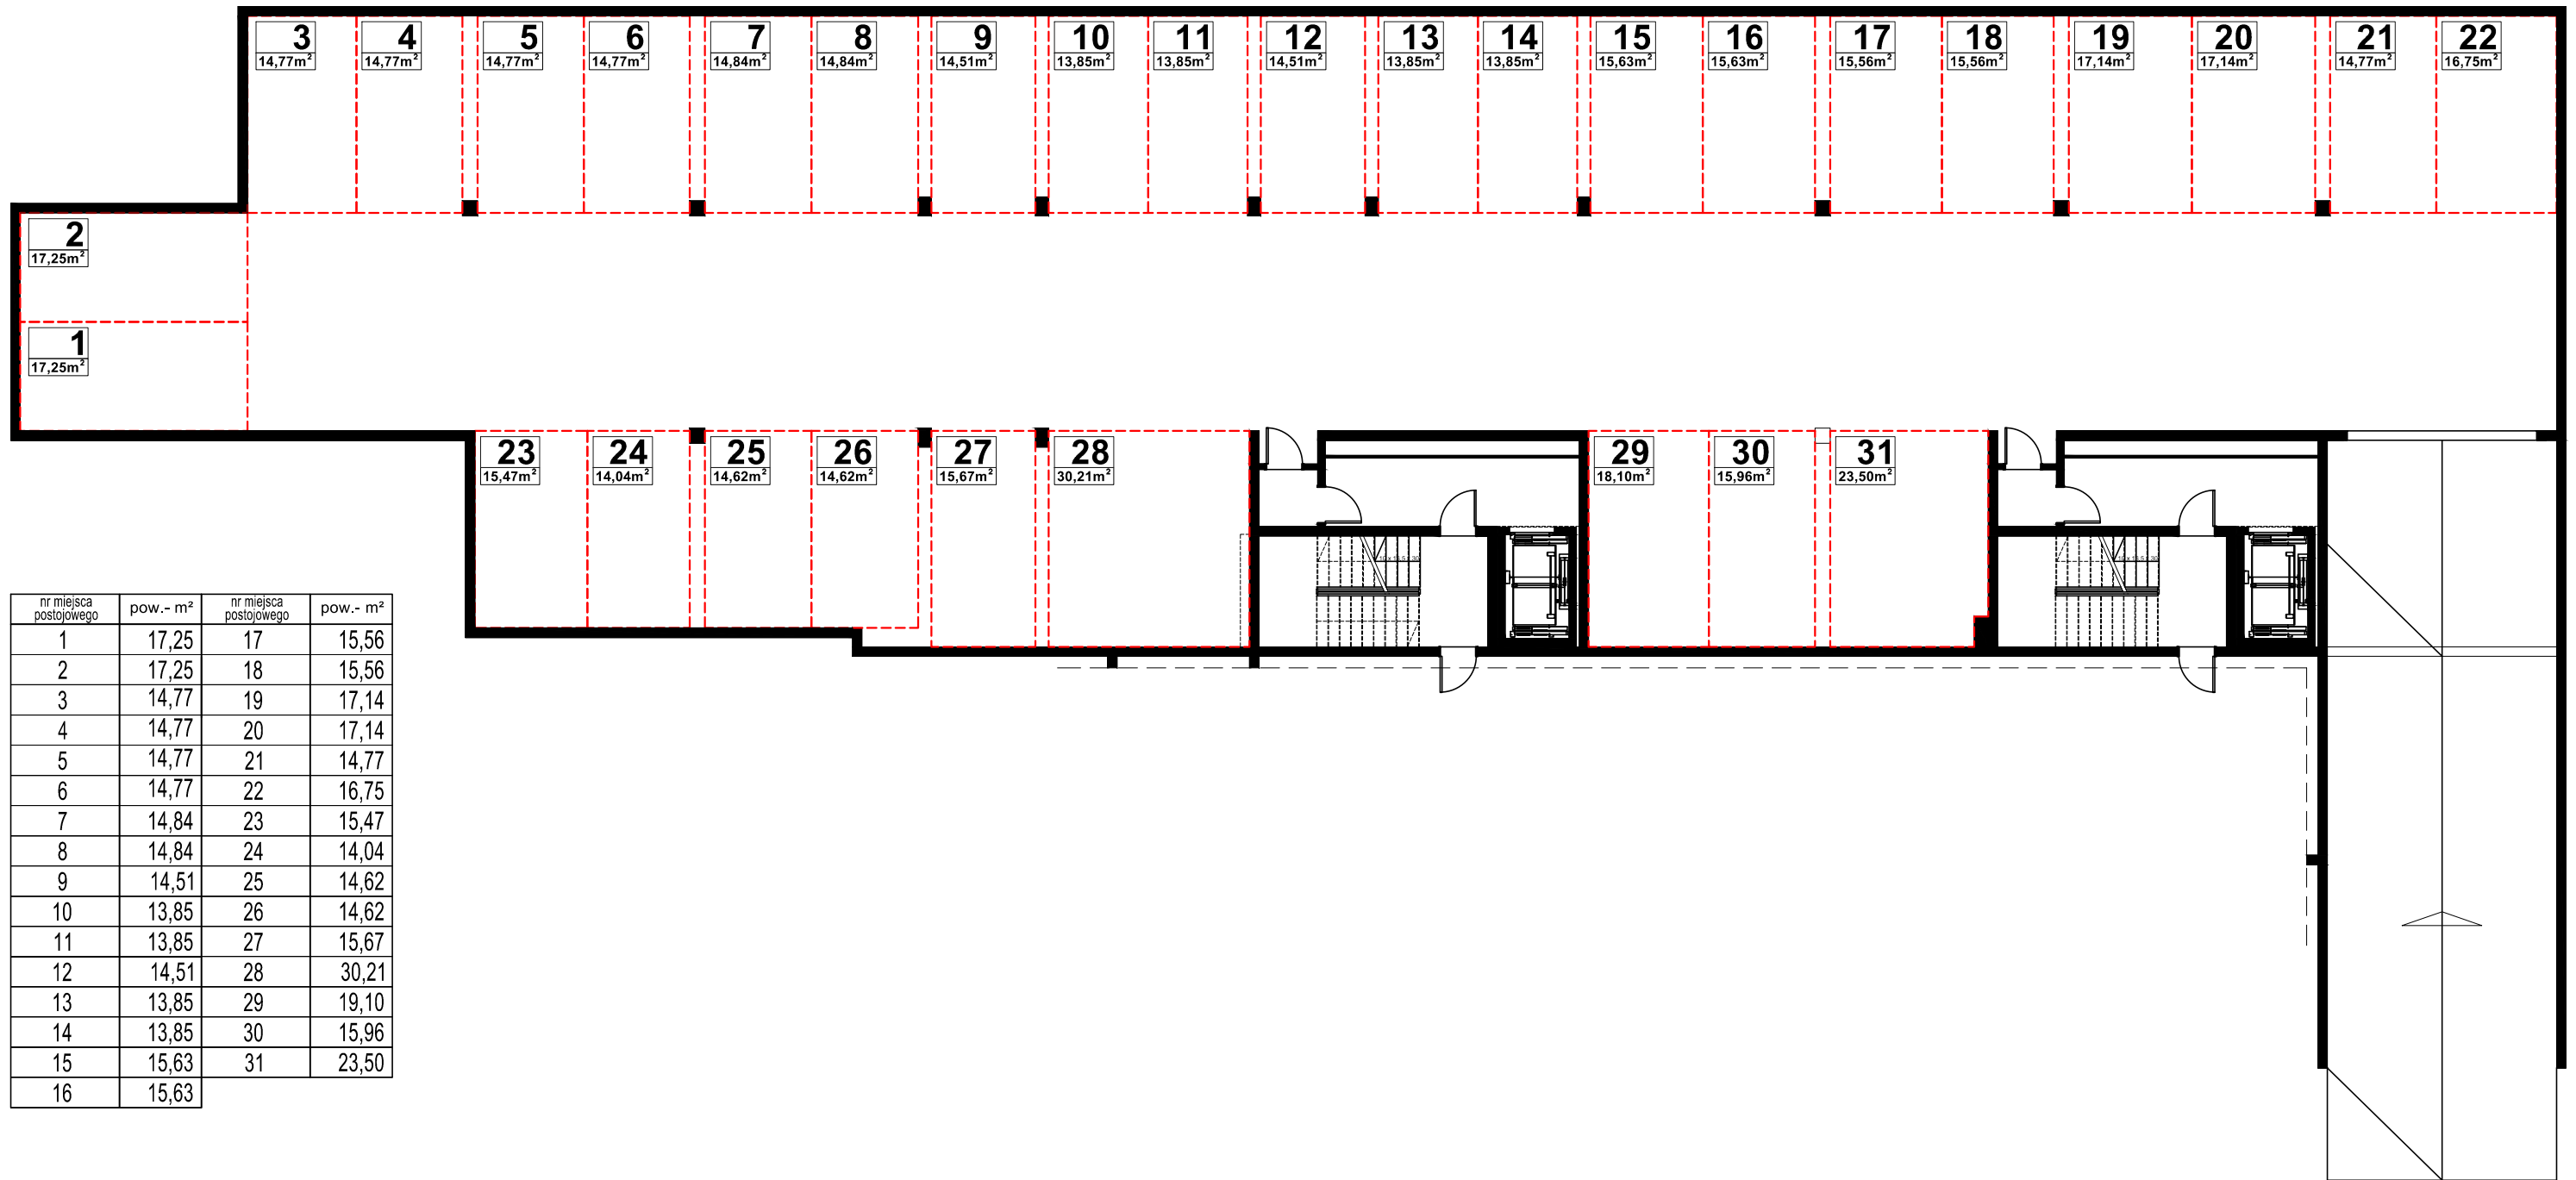 3 4 5 6 7 8 9 10 11 12 13 14 15 16 17 18 19 20 21 22
14,77m² 14,77m² 14,77m² 14,77m² 14,84m² 14,84m² 14,51m² 13,85m² 13,85m² 14,51m² 13,85m² 13,85m² 15,63m² 15,63m² 15,56m² 15,56m² 17,14m² 17,14m² 14,77m² 16,75m²
2
17,25m²
1
17,25m²
23 24 25 26 27 28 29 30 31
15,47m² 14,04m² 14,62m² 14,62m² 15,67m² 30,21m² 18,10m² 15,96m² 23,50m²
nr miejsca postojowego pow.- m² nr miejsca postojowego pow.- m²
1 17,25 17 15,56
2 17,25 18 15,56
3 14,77 19 17,14
4 14,77 20 17,14
5 14,77 21 14,77
6 14,77 22 16,75
7 14,84 23 15,47
8 14,84 24 14,04
9 14,51 25 14,62
10 13,85 26 14,62
11 13,85 27 15,67
12 14,51 28 30,21
13 13,85 29 19,10
14 13,85 30 15,96
15 15,63 31 23,50
16 15,63